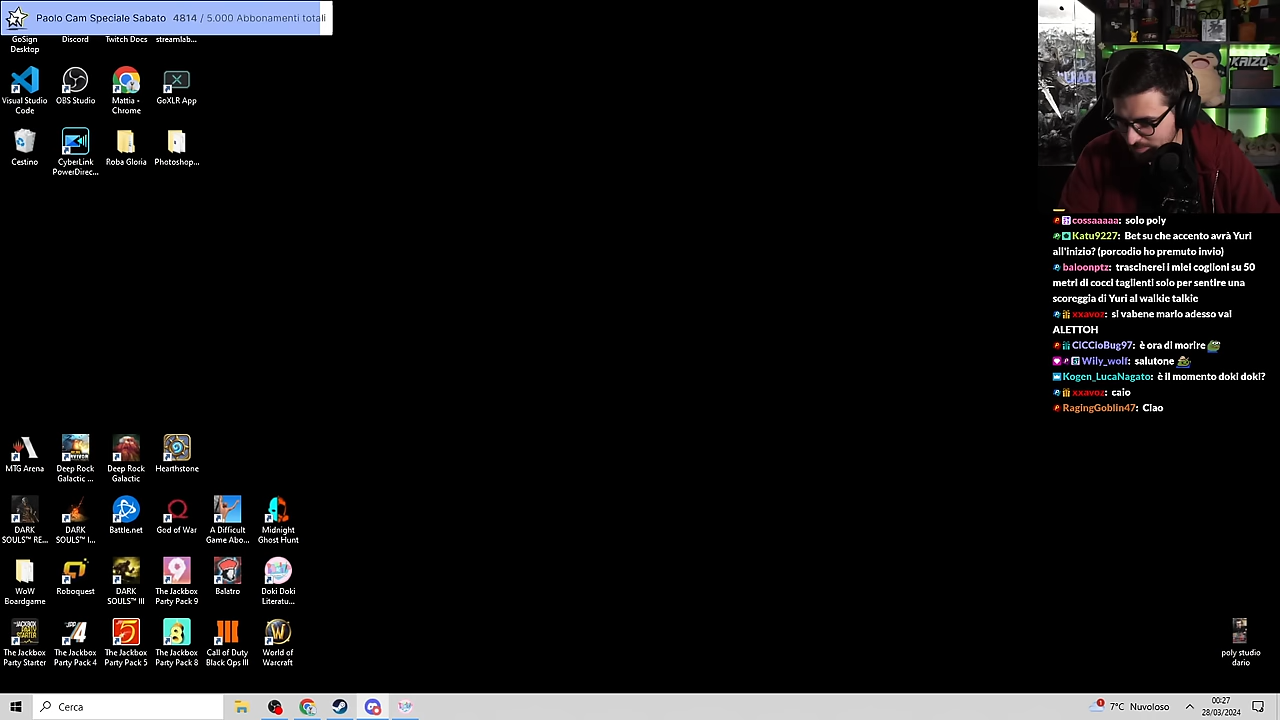 Paolo Cam Speciale Sabato 4814 / 5.000 Abbonamenti totali
GoSign
Desktop
Discord
Twitch Docs
streamlab...
Visual Studio
Code
OBS Studio
Mattia -
Chrome
GoXLR App
Cestino
CyberLink
PowerDirec...
Roba Gloria
Photoshop...
KAIZO
cossaaaaa: solo poly
Katu9227: Bet su che accento avrà Yuri
all'inizio? (porcodio ho premuto invio)
baloonptz: trascinerei i miei coglioni su 50
metri di cocci taglienti solo per sentire una
scoreggia di Yuri al walkie talkie
xxavoz: si vabene mario adesso vai
ALETTOH
CiCCioBug97: è ora di morire
Wily_wolf: salutone
Kogen_LucaNagato: è il momento doki doki?
xxavoz: caio
RagingGoblin47: Ciao
MTG Arena
Deep Rock
Galactic ...
Deep Rock
Galactic
Hearthstone
DARK
SOULS™ RE...
DARK
SOULS™ I...
Battle.net
God of War
A Difficult
Game Abo...
Midnight
Ghost Hunt
WoW
Boardgame
Roboquest
DARK
SOULS™ III
The Jackbox
Party Pack 9
Balatro
Doki Doki
Literatu...
The Jackbox
Party Starter
The Jackbox
Party Pack 4
The Jackbox
Party Pack 5
The Jackbox
Party Pack 8
Call of Duty
Black Ops III
World of
Warcraft
poly studio
dario
Cerca
1
7°C Nuvoloso
00:27
28/03/2024